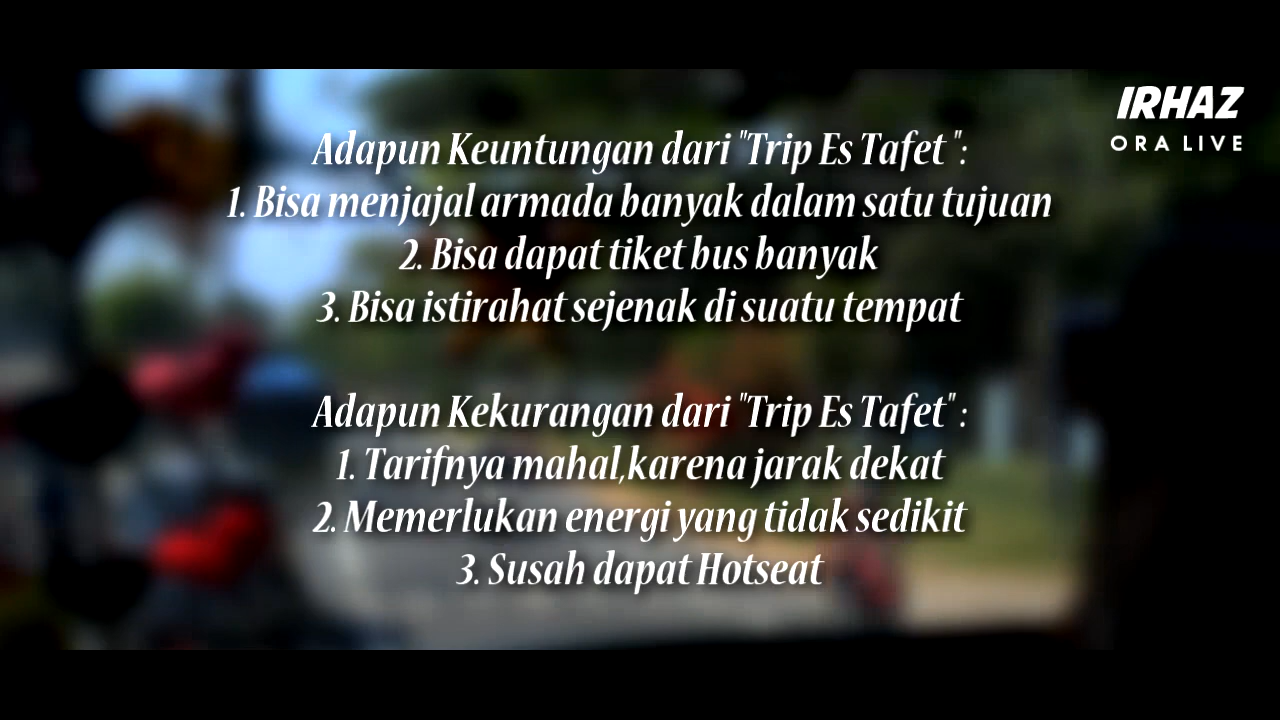 IRHAZ
ORA LIVE
Adapun Keuntungan dari "Trip Es Tafet ":
1. Bisa menjajal armada banyak dalam satu tujuan
2. Bisa dapat tiket bus banyak
3. Bisa istirahat sejenak di suatu tempat
Adapun Kekurangan dari "Trip Es Tafet" :
1. Tarifnya mahal,karena jarak dekat
2. Memerlukan energi yang tidak sedikit
3. Susah dapat Hotseat